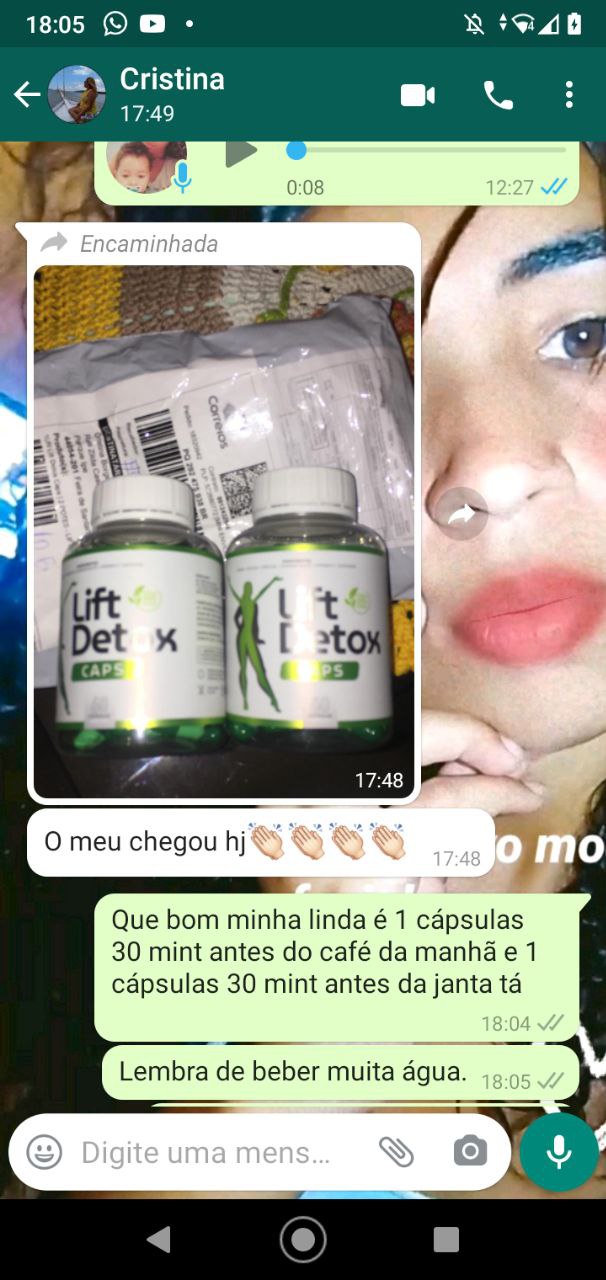 18:05
Cristina
17:49
0:08
12:27
Encaminhada
Correios
Lift
Detox
CAPS
Lift
Detox
CAPS
17:48
O meu chegou hj👏🏻👏🏻👏🏻👏🏻
17:48
o mo
Que bom minha linda é 1 cápsulas
30 mint antes do café da manhã e 1
cápsulas 30 mint antes da janta tá
18:04
Lembra de beber muita água.
18:05
Digite uma mens...